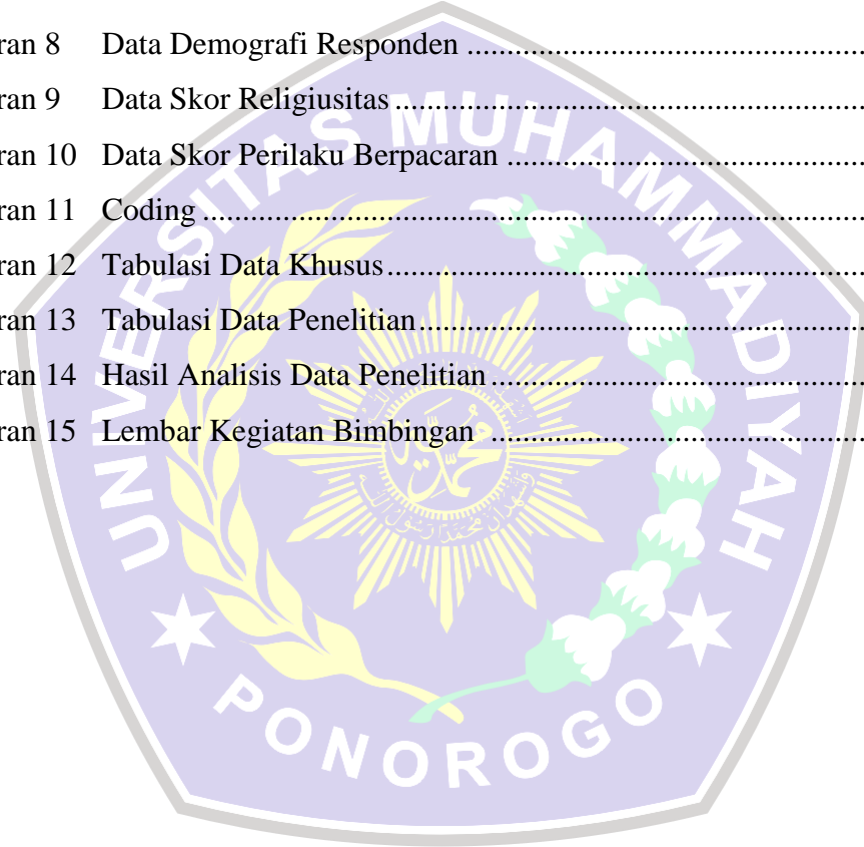 ran 8 Data Demografi Responden ........................................................
ran 9 Data Skor Religiusitas ........................................................
ran 10 Data Skor Perilaku Berpacaran ........................................................
ran 11 Coding ........................................................
ran 12 Tabulasi Data Khusus ........................................................
ran 13 Tabulasi Data Penelitian ........................................................
ran 14 Hasil Analisis Data Penelitian ........................................................
ran 15 Lembar Kegiatan Bimbingan ........................................................
UNIVERSITAS MUHAMMADIYAH
PONOROGO